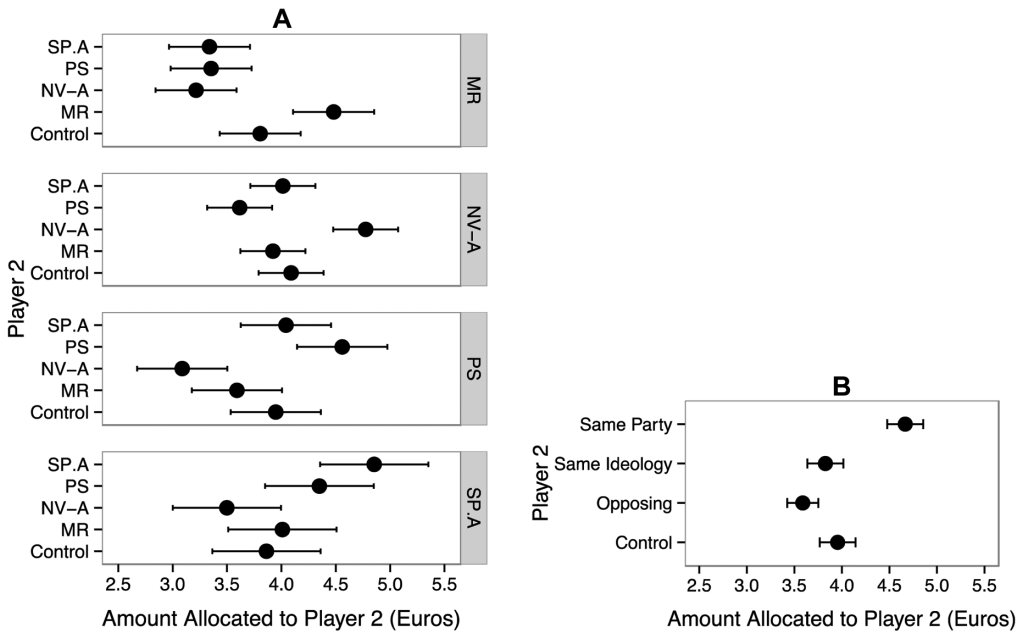 A
SP.A
PS
NV–A
MR
Control
MR
SP.A
PS
NV–A
MR
Control
NV–A
SP.A
PS
NV–A
MR
Control
PS
SP.A
PS
NV–A
MR
Control
SP.A
Player 2
2.5 3.0 3.5 4.0 4.5 5.0 5.5
Amount Allocated to Player 2 (Euros)
B
Same Party
Same Ideology
Opposing
Control
Player 2
2.5 3.0 3.5 4.0 4.5 5.0 5.5
Amount Allocated to Player 2 (Euros)